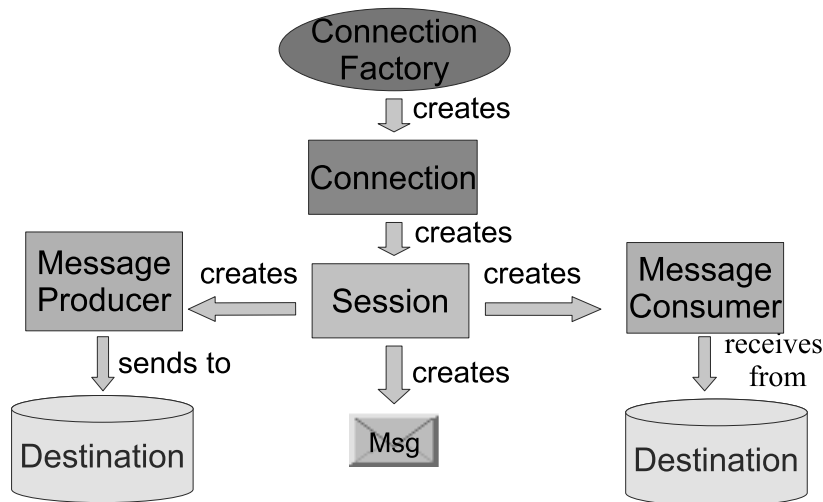 Connection
Factory
creates
Connection
creates
Message
Producer
creates
Session
creates
Message
Consumer
sends to
creates
receives
from
Msg
Destination
Destination